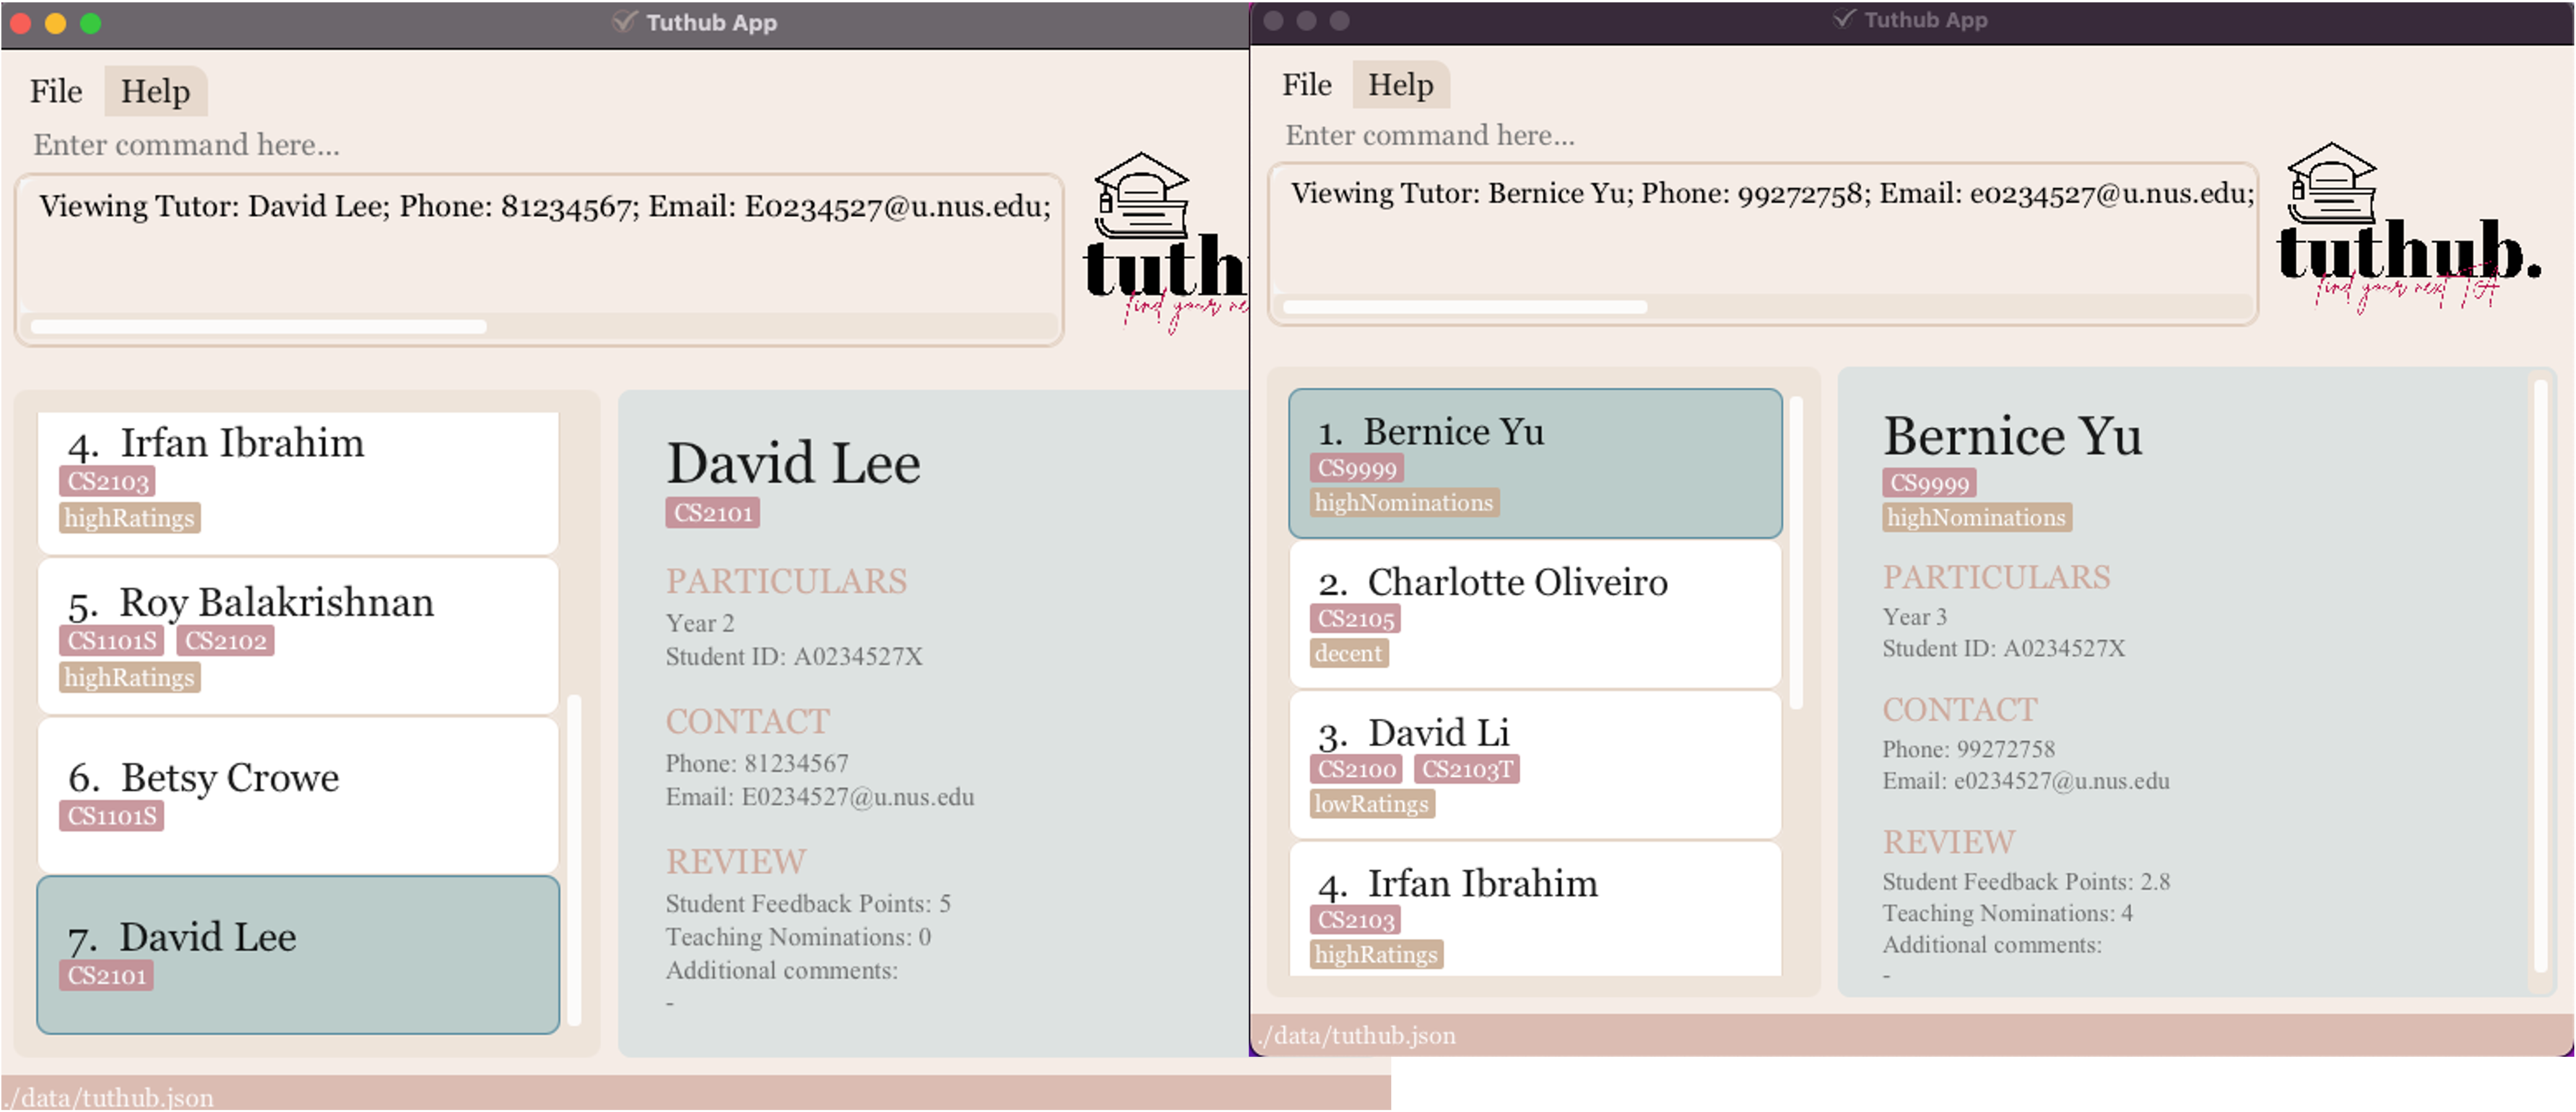 Tuthub App
File Help
Enter command here...
Viewing Tutor: David Lee; Phone: 81234567; Email: E0234527@u.nus.edu;
tuth
find your ne
4. Irfan Ibrahim
CS2103
highRatings
5. Roy Balakrishnan
CS1101S CS2102
highRatings
6. Betsy Crowe
CS1101S
7. David Lee
CS2101
David Lee
CS2101
PARTICULARS
Year 2
Student ID: A0234527X
CONTACT
Phone: 81234567
Email: E0234527@u.nus.edu
REVIEW
Student Feedback Points: 5
Teaching Nominations: 0
Additional comments:
-
./data/tuthub.json
Tuthub App
File Help
Enter command here...
Viewing Tutor: Bernice Yu; Phone: 99272758; Email: e0234527@u.nus.edu;
tuthub.
find your next TA
1. Bernice Yu
CS9999
highNominations
2. Charlotte Oliveiro
CS2105
decent
3. David Li
CS2100 CS2103T
lowRatings
4. Irfan Ibrahim
CS2103
highRatings
Bernice Yu
CS9999
highNominations
PARTICULARS
Year 3
Student ID: A0234527X
CONTACT
Phone: 99272758
Email: e0234527@u.nus.edu
REVIEW
Student Feedback Points: 2.8
Teaching Nominations: 4
Additional comments:
-
./data/tuthub.json